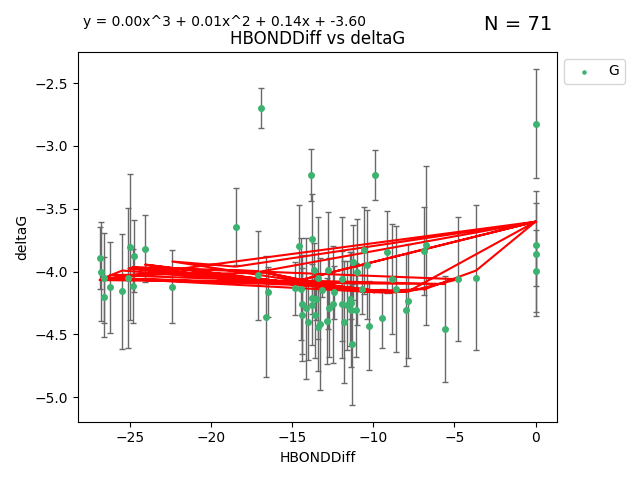 y = 0.00x^3 + 0.01x^2 + 0.14x + -3.60
N = 71
HBONDDiff vs deltaG
G
deltaG
−2.5
−3.0
−3.5
−4.0
−4.5
−5.0
−25
−20
−15
−10
−5
0
HBONDDiff